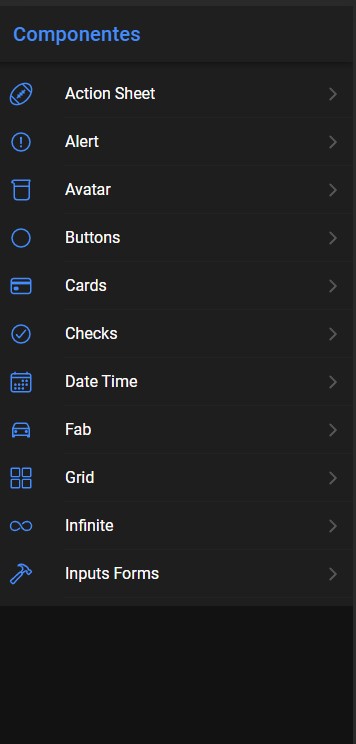 Componentes
Action Sheet
Alert
Avatar
Buttons
Cards
Checks
Date Time
Fab
Grid
Infinite
Inputs Forms